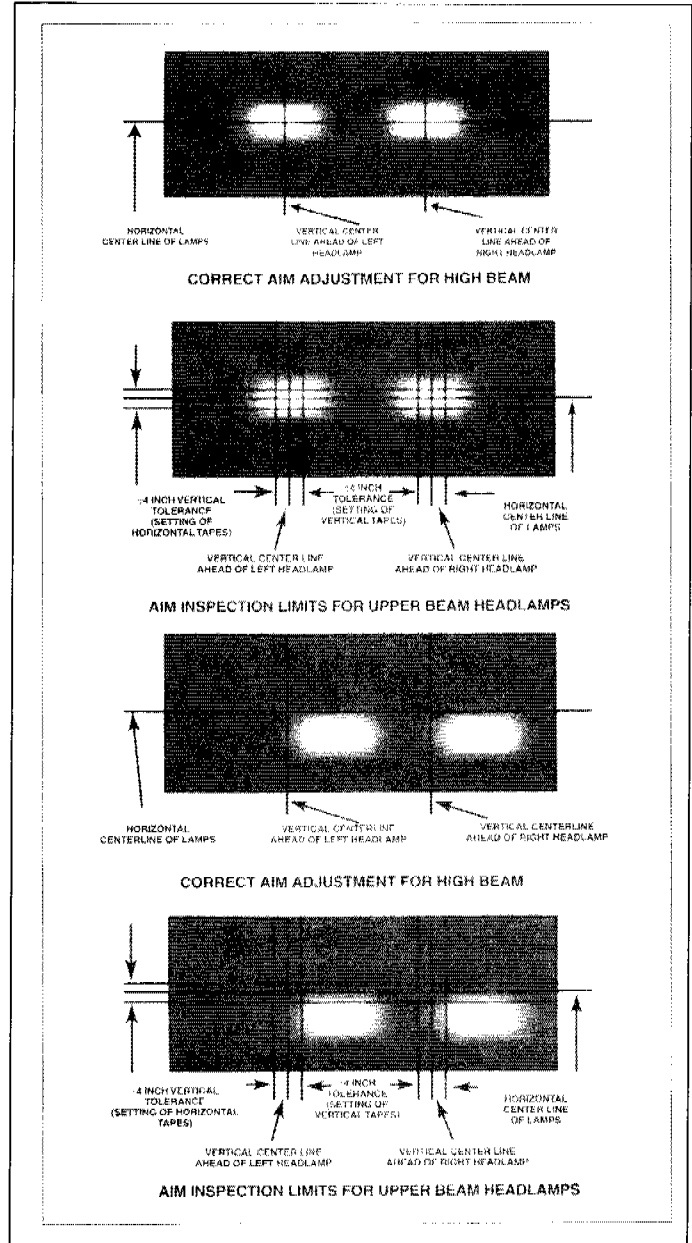 HORIZONTAL
CENTER LINE OF LAMPS
VERTICAL CENTER
LINE AHEAD OF LEFT
HEADLAMP
VERTICAL CENTER
LINE AHEAD OF
RIGHT HEADLAMP
CORRECT AIM ADJUSTMENT FOR HIGH BEAM
4 INCH VERTICAL
TOLERANCE
(SETTING OF
HORIZONTAL TAPES)
4 INCH
TOLERANCE
(SETTING OF
VERTICAL TAPES)
HORIZONTAL
CENTER LINE
OF LAMPS
VERTICAL CENTER LINE
AHEAD OF LEFT HEADLAMP
VERTICAL CENTER LINE
AHEAD OF RIGHT HEADLAMP
AIM INSPECTION LIMITS FOR UPPER BEAM HEADLAMPS
HORIZONTAL
CENTERLINE OF LAMPS
VERTICAL CENTERLINE
AHEAD OF LEFT HEADLAMP
VERTICAL CENTERLINE
AHEAD OF RIGHT HEADLAMP
CORRECT AIM ADJUSTMENT FOR HIGH BEAM
4 INCH VERTICAL
TOLERANCE
(SETTING OF HORIZONTAL
TAPES)
4 INCH
TOLERANCE
(SETTING OF
VERTICAL TAPES)
HORIZONTAL
CENTER LINE
OF LAMPS
VERTICAL CENTER LINE
AHEAD OF LEFT HEADLAMP
VERTICAL CENTER LINE
AHEAD OF RIGHT HEADLAMP
AIM INSPECTION LIMITS FOR UPPER BEAM HEADLAMPS